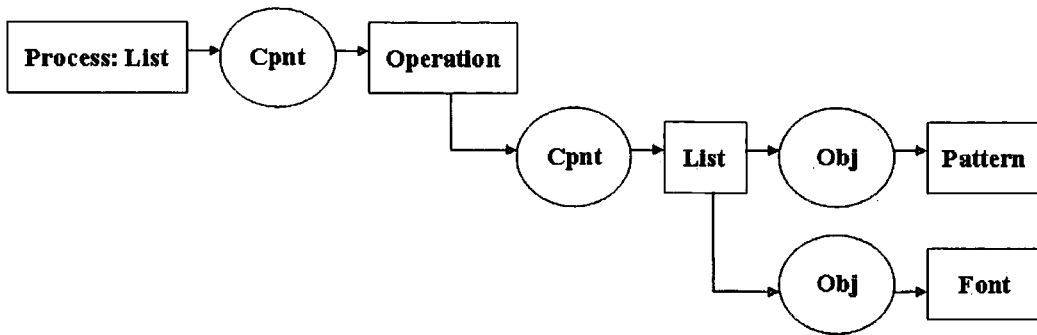 Process: List
Cpnt
Operation
Cpnt
List
Obj
Pattern
Obj
Font